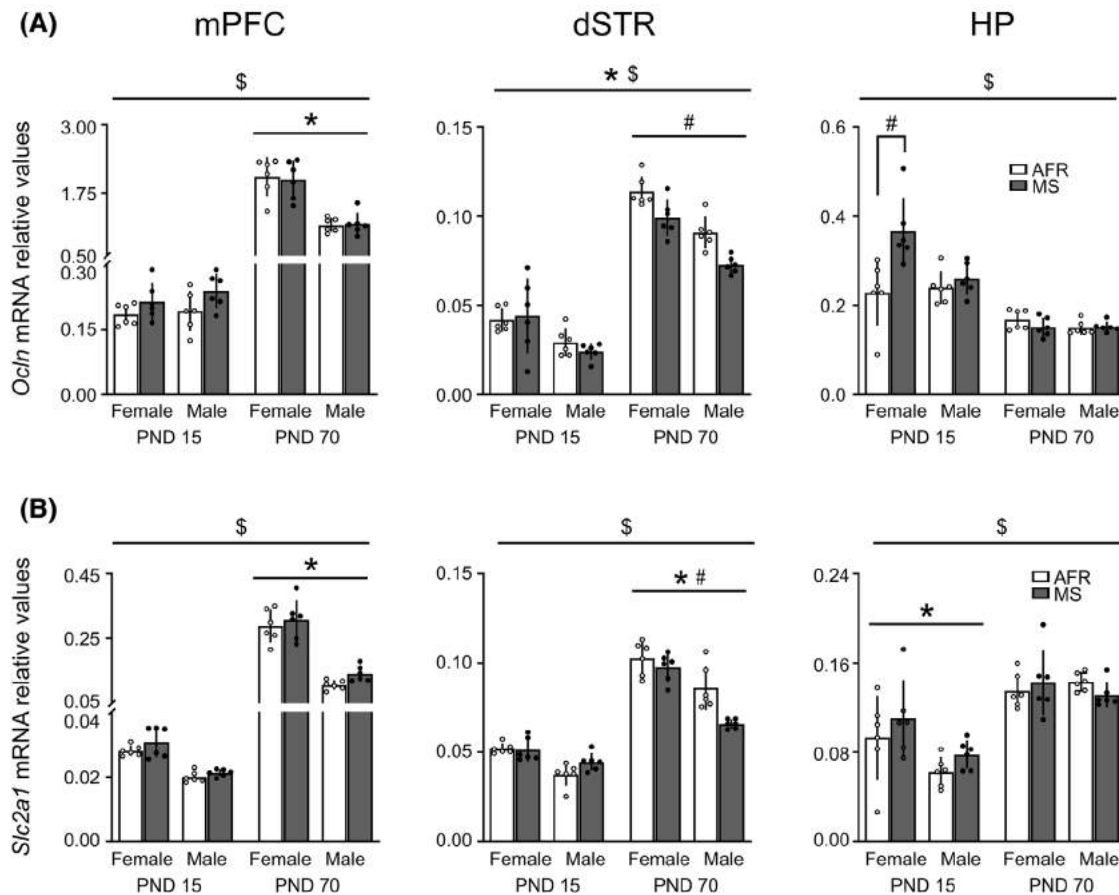 (A)
mPFC
dSTR
HP
$
* $
$
Ocln mRNA relative values
3.00
1.75
0.50
0.30
0.15
0.00
*
Female Male Female Male
PND 15 PND 70
0.15
0.10
0.05
0.00
#
Female Male Female Male
PND 15 PND 70
0.6
0.4
0.2
0.0
#
AFR
MS
Female Male Female Male
PND 15 PND 70
(B)
$
$
$
Slc2a1 mRNA relative values
0.45
0.25
0.05
0.04
0.02
0.00
*
Female Male Female Male
PND 15 PND 70
0.15
0.10
0.05
0.00
* #
Female Male Female Male
PND 15 PND 70
0.24
0.16
0.08
0.00
*
AFR
MS
Female Male Female Male
PND 15 PND 70